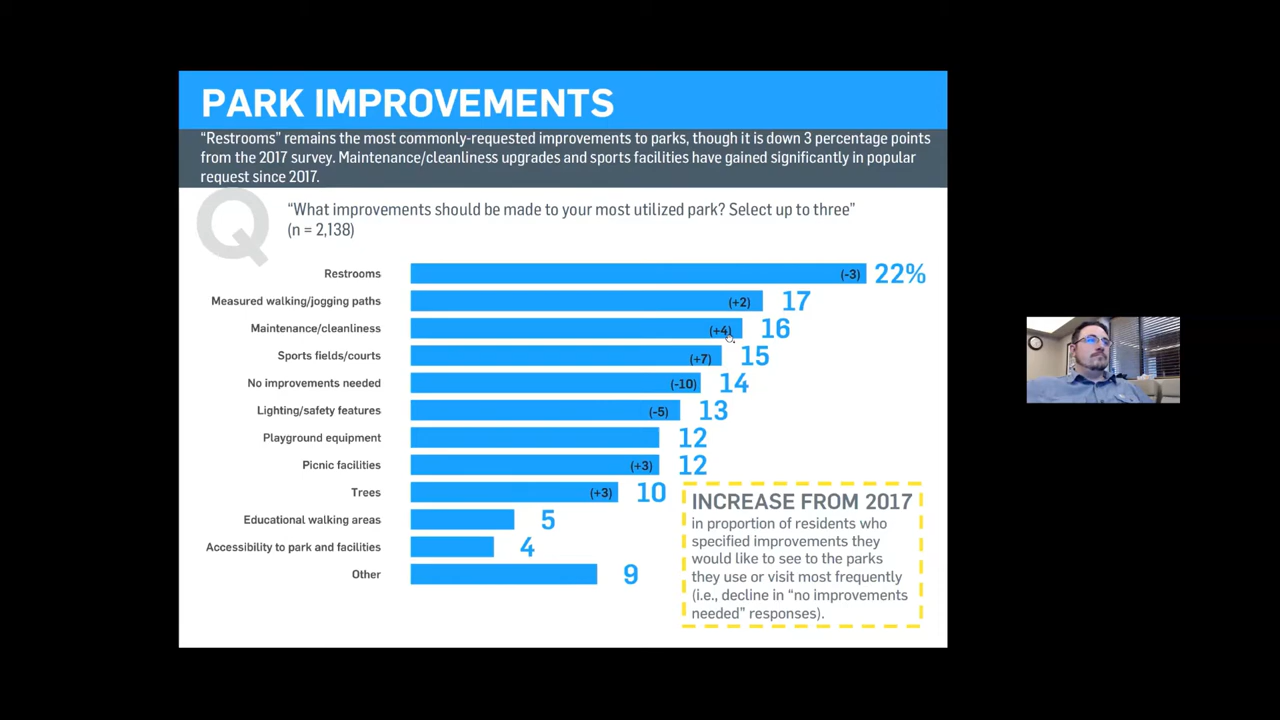 PARK IMPROVEMENTS
“Restrooms” remains the most commonly-requested improvements to parks, though it is down 3 percentage points
from the 2017 survey. Maintenance/cleanliness upgrades and sports facilities have gained significantly in popular
request since 2017.
Q
“What improvements should be made to your most utilized park? Select up to three”
(n = 2,138)
Restrooms (-3) 22%
Measured walking/jogging paths (+2) 17
Maintenance/cleanliness (+4) 16
Sports fields/courts (+7) 15
No improvements needed (-10) 14
Lighting/safety features (-5) 13
Playground equipment 12
Picnic facilities (+3) 12
Trees (+3) 10
Educational walking areas 5
Accessibility to park and facilities 4
Other 9
INCREASE FROM 2017
in proportion of residents who
specified improvements they
would like to see to the parks
they use or visit most frequently
(i.e., decline in “no improvements
needed” responses).